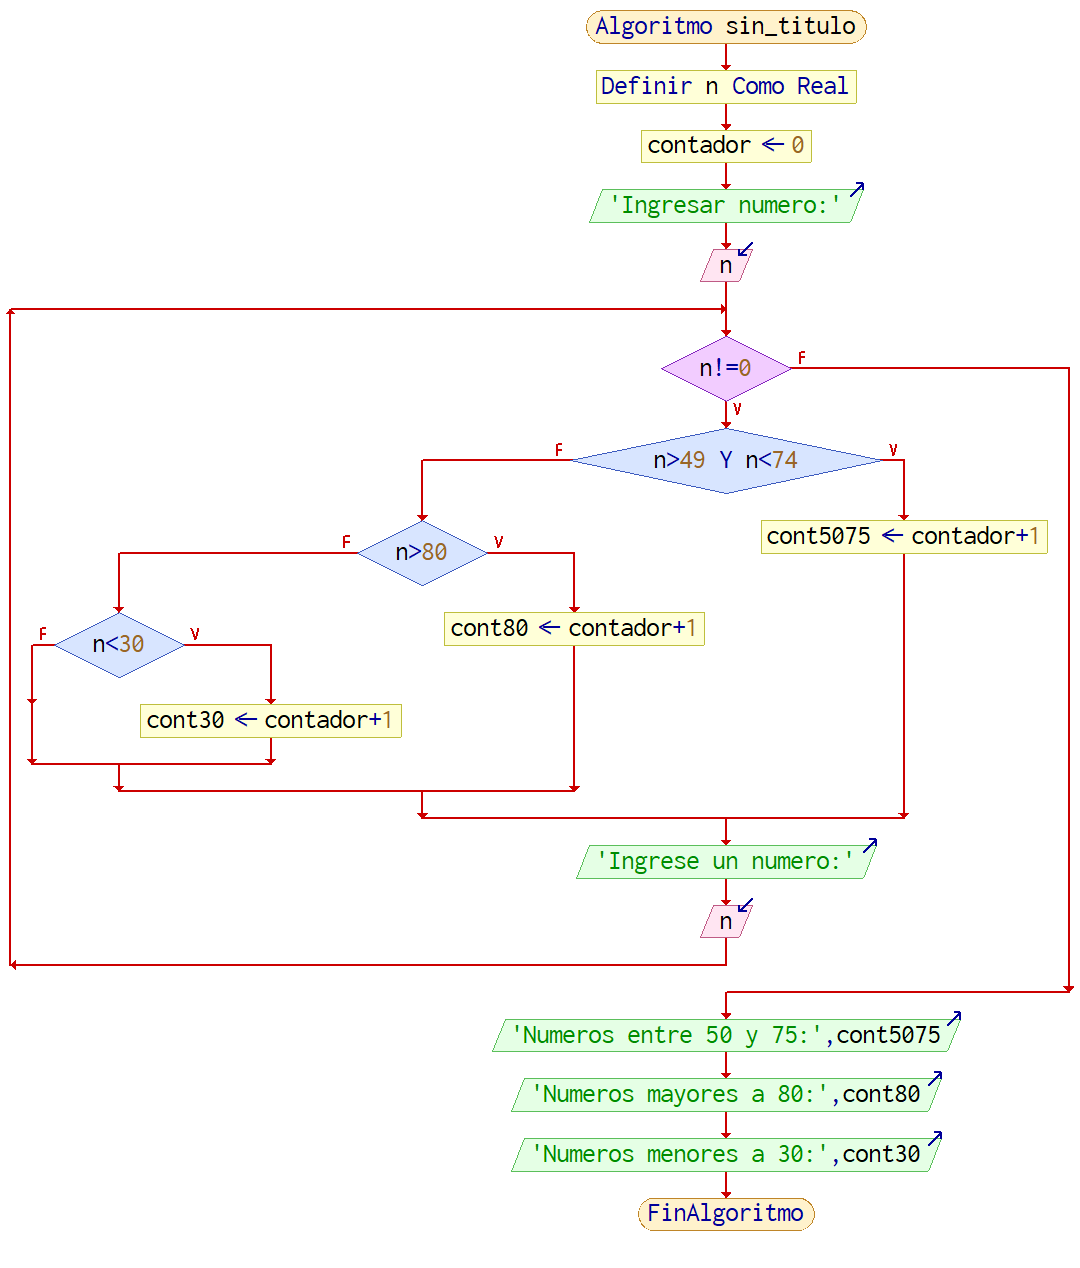 Algoritmo sin_titulo
Definir n Como Real
contador ← 0
'Ingresar numero:'
n
n!=0
F
V
n>49 Y n<74
F
V
n>80
F
V
cont5075 ← contador+1
n<30
F
V
cont80 ← contador+1
cont30 ← contador+1
'Ingrese un numero:'
n
'Numeros entre 50 y 75:',cont5075
'Numeros mayores a 80:',cont80
'Numeros menores a 30:',cont30
FinAlgoritmo